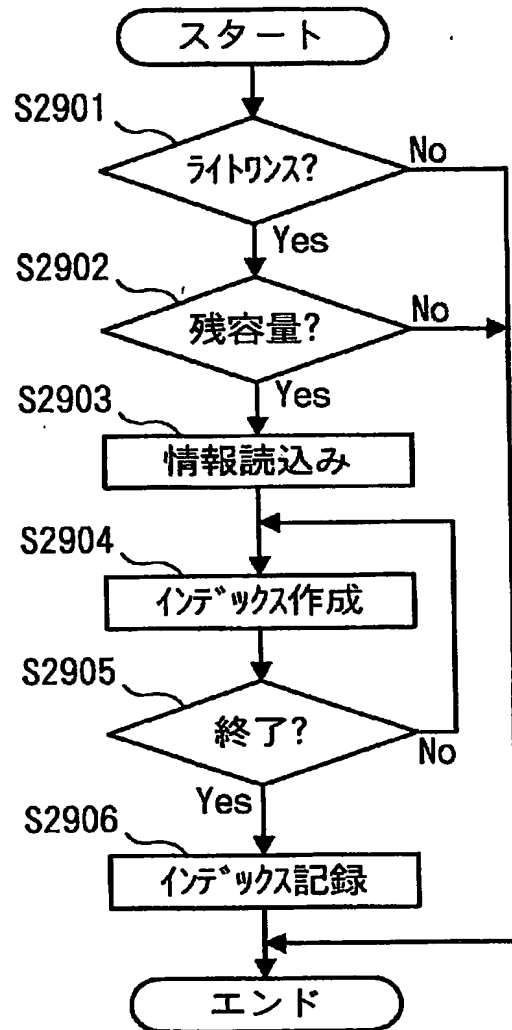 スタート
S2901
ライトワンス?
No
Yes
S2902
残容量?
No
Yes
S2903
情報読込み
S2904
インデックス作成
S2905
終了?
No
Yes
S2906
インデックス記録
エンド